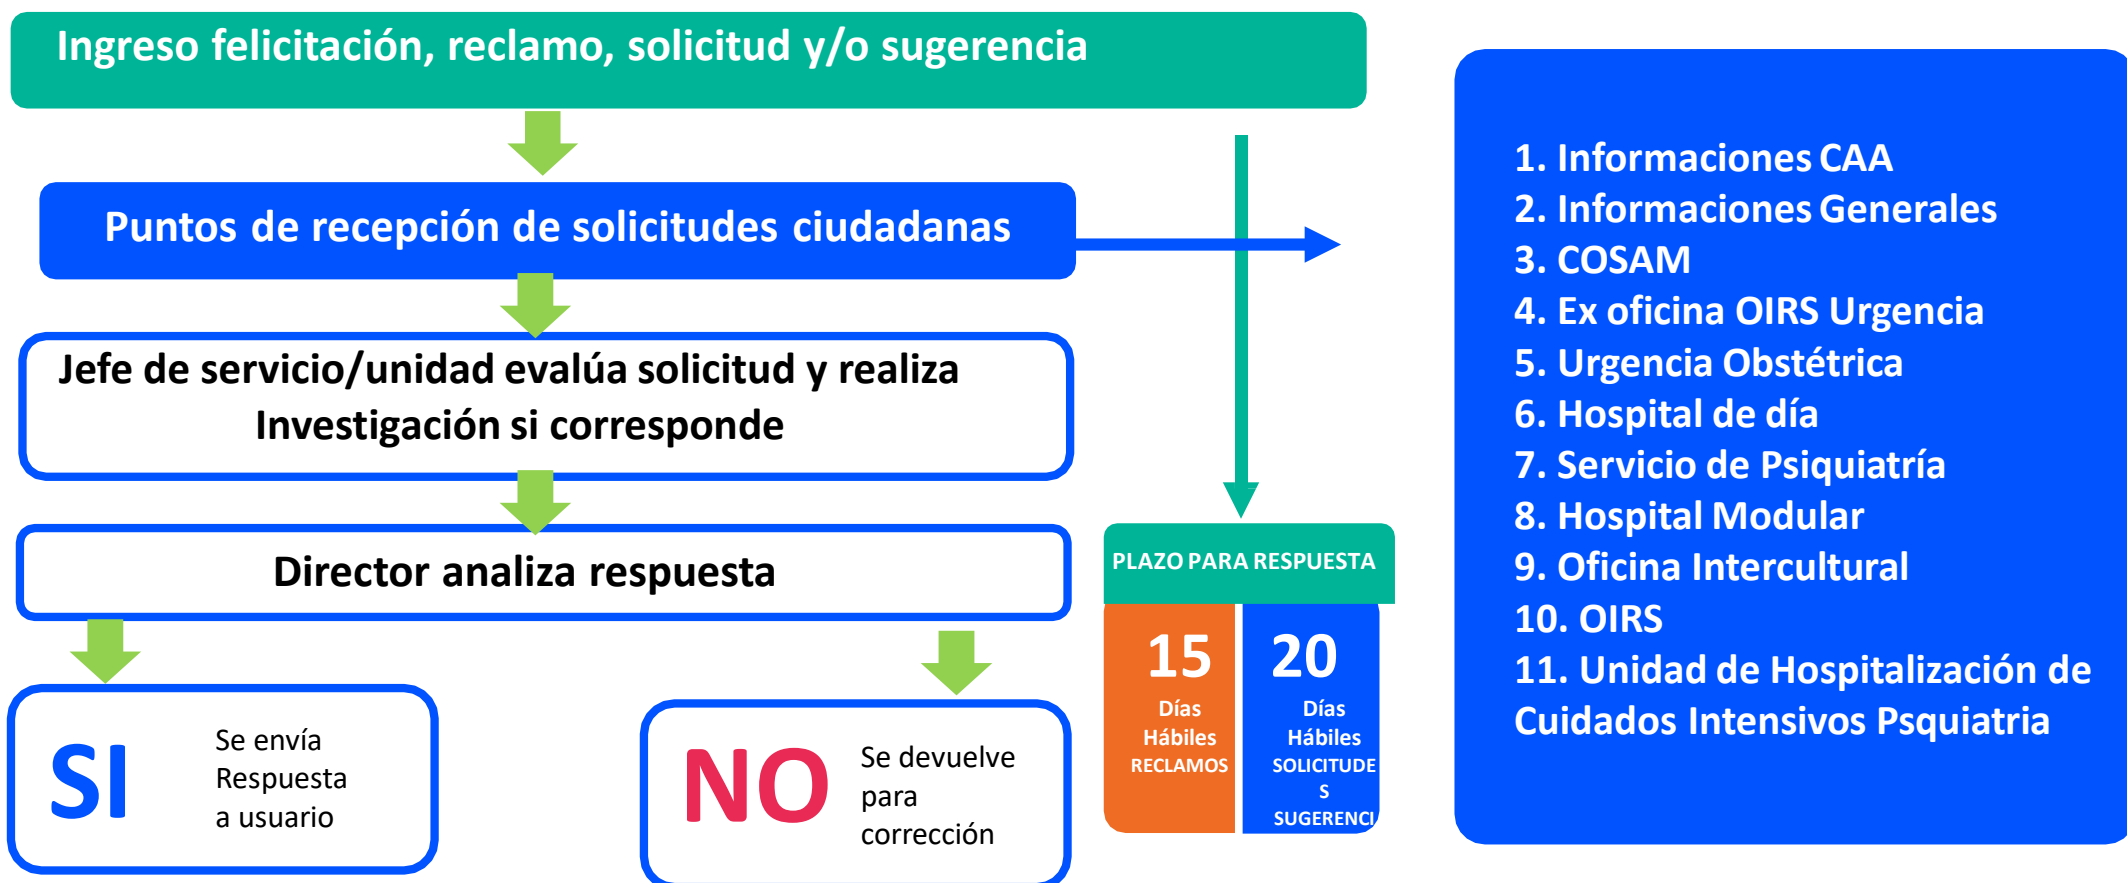 Ingreso felicitación, reclamo, solicitud y/o sugerencia
Puntos de recepción de solicitudes ciudadanas
Jefe de servicio/unidad evalúa solicitud y realiza
Investigación si corresponde
Director analiza respuesta
SI
Se envía
Respuesta
a usuario
NO
Se devuelve
para
corrección
PLAZO PARA RESPUESTA
15
Días
Hábiles
RECLAMOS
20
Días
Hábiles
SOLICITUDE
S
SUGERENCI
1. Informaciones CAA
2. Informaciones Generales
3. COSAM
4. Ex oficina OIRS Urgencia
5. Urgencia Obstétrica
6. Hospital de día
7. Servicio de Psiquiatría
8. Hospital Modular
9. Oficina Intercultural
10. OIRS
11. Unidad de Hospitalización de
Cuidados Intensivos Psquiatria